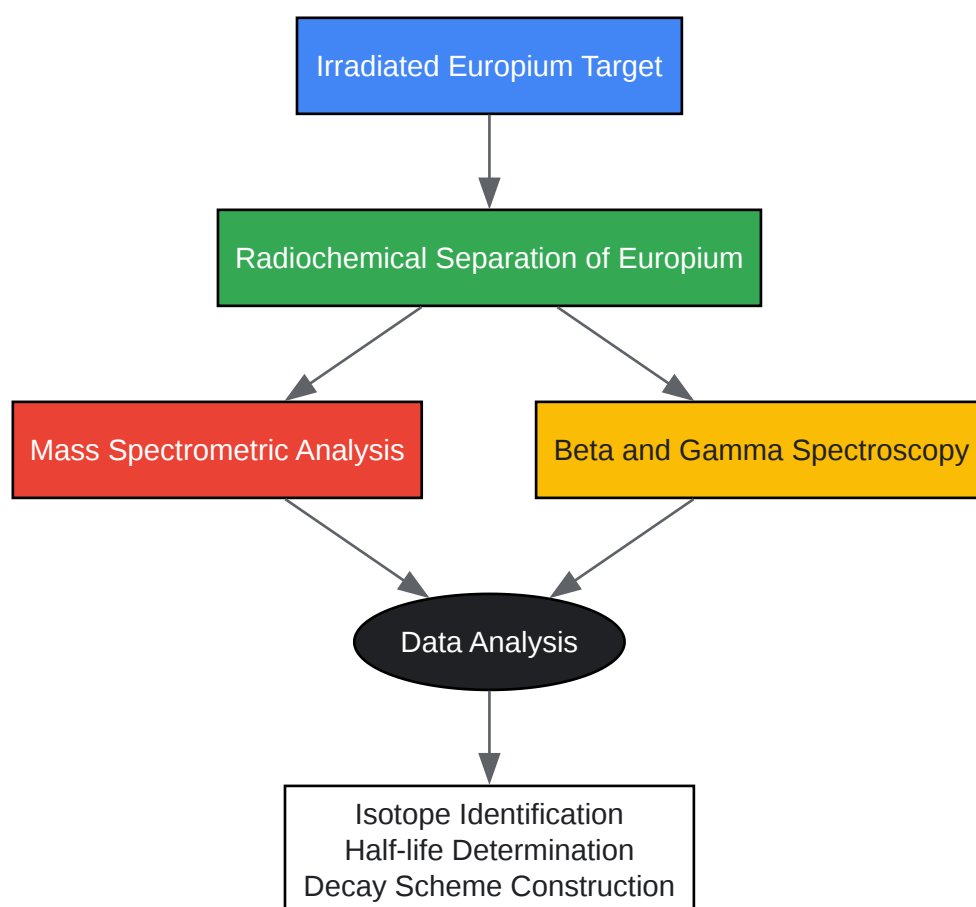 Irradiated Europium Target
Radiochemical Separation of Europium
Mass Spectrometric Analysis
Beta and Gamma Spectroscopy
Data Analysis
Isotope Identification
Half-life Determination
Decay Scheme Construction